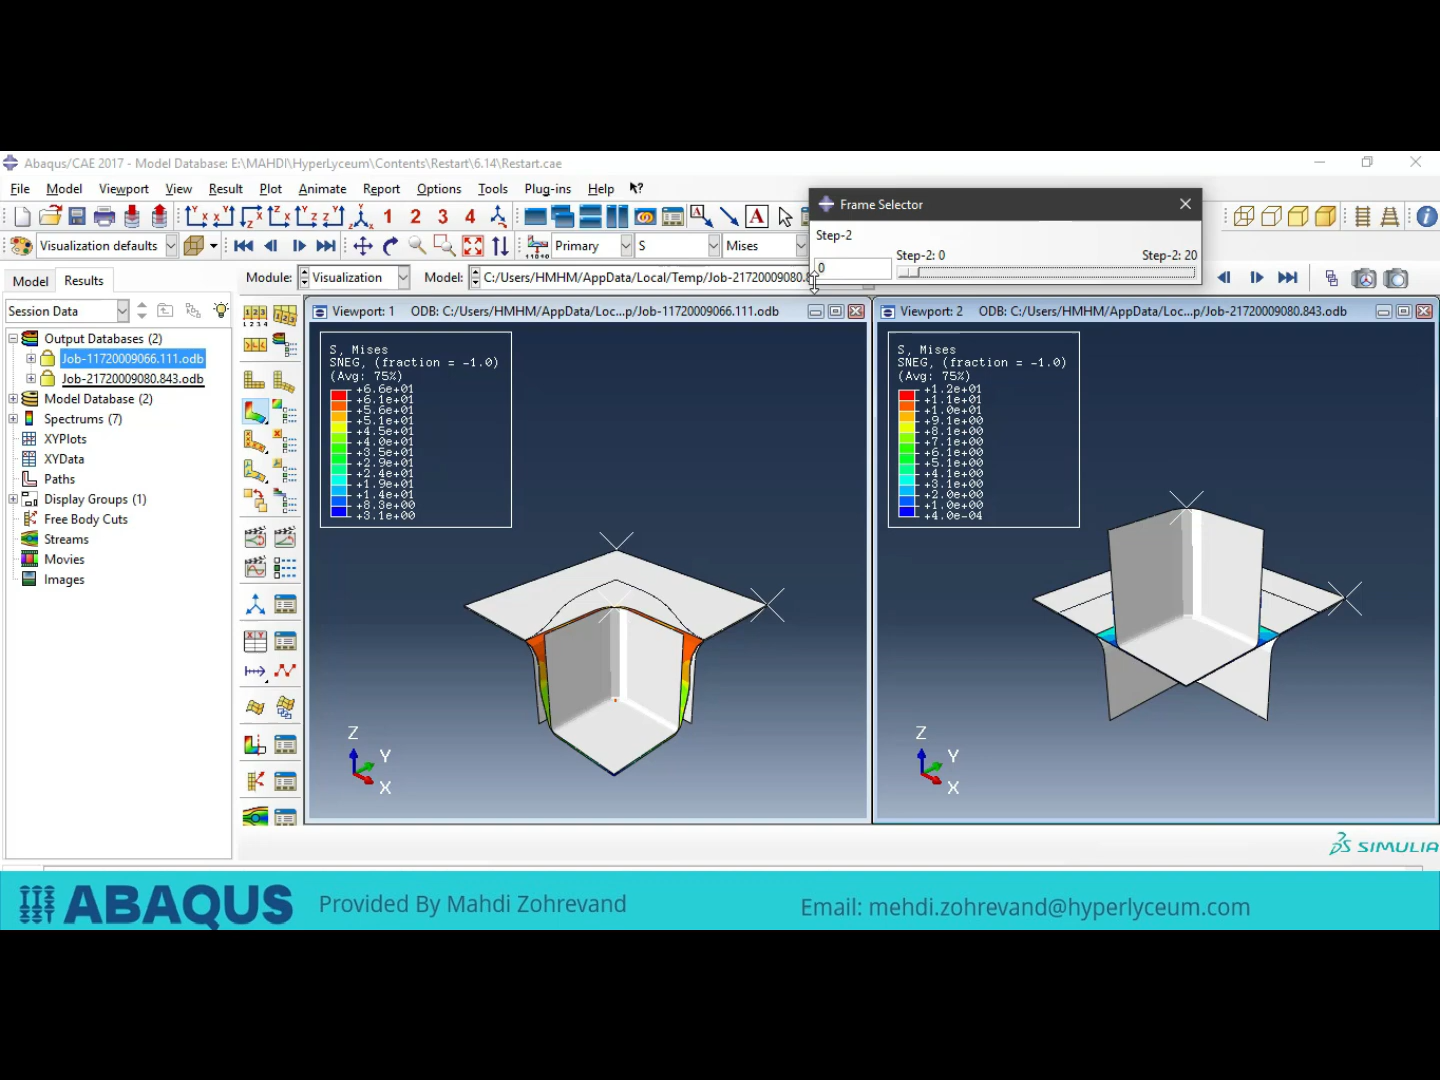 Abaqus/CAE 2017 - Model Database: E:\MAHDI\HyperLyceum\Contents\Restart\6.14\Restart.cae
File Model Viewport View Result Plot Animate Report Options Tools Plug-ins Help
1 2 3 4
Frame Selector
Step-2
Step-2: 0 Step-2: 20
0
Visualization defaults Primary S Mises
Model Results
Module: Visualization Model: C:/Users/HMHM/AppData/Local/Temp/Job-21720009080.8
Session Data
Output Databases (2)
Job-11720009066.111.odb
Job-21720009080.843.odb
Model Database (2)
Spectrums (7)
XYPlots
XYData
Paths
Display Groups (1)
Free Body Cuts
Streams
Movies
Images
Viewport: 1 ODB: C:/Users/HMHM/AppData/Loc...p/Job-11720009066.111.odb
S, Mises
SNEG, (fraction = -1.0)
(Avg: 75%)
+6.6e+01
+6.1e+01
+5.6e+01
+5.1e+01
+4.5e+01
+4.0e+01
+3.5e+01
+2.9e+01
+2.4e+01
+1.9e+01
+1.4e+01
+8.3e+00
+3.1e+00
Z
Y
X
Viewport: 2 ODB: C:/Users/HMHM/AppData/Loc...p/Job-21720009080.843.odb
S, Mises
SNEG, (fraction = -1.0)
(Avg: 75%)
+1.2e+01
+1.1e+01
+1.0e+01
+9.1e+00
+8.1e+00
+7.1e+00
+6.1e+00
+5.1e+00
+4.1e+00
+3.1e+00
+2.0e+00
+1.0e+00
+4.0e-04
Z
Y
X
SIMULIA
ABAQUS Provided By Mahdi Zohrevand Email: mehdi.zohrevand@hyperlyceum.com